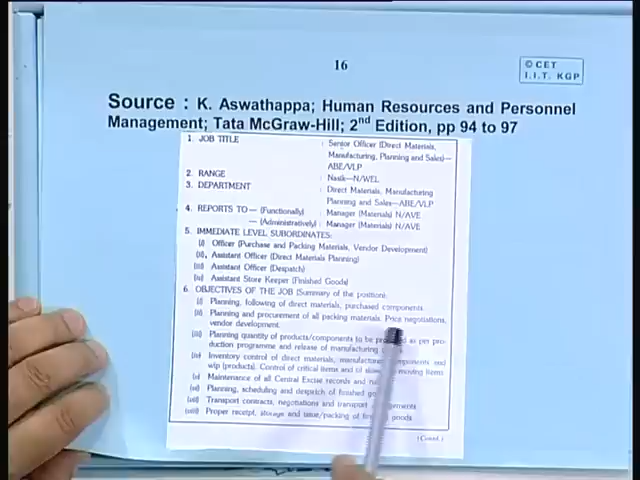 16
© CET
I.I.T. KGP
Source : K. Aswathappa; Human Resources and Personnel
Management; Tata McGraw-Hill; 2nd Edition, pp 94 to 97
1. JOB TITLE : Senior Officer (Direct Materials,
Manufacturing, Planning and Sales)—
ABE/VLP
2. RANGE : Nasik—N/WEL
3. DEPARTMENT : Direct Materials, Manufacturing
Planning and Sales—ABE/VLP
4. REPORTS TO— (Functionally) : Manager (Materials) N/AVE
— (Administratively) : Manager (Materials) N/AVE
5. IMMEDIATE LEVEL SUBORDINATES:
(i) Officer (Purchase and Packing Materials, Vendor Development)
(ii) Assistant Officer (Direct Materials Planning)
(iii) Assistant Officer (Despatch)
(iv) Assistant Store Keeper (Finished Goods)
6. OBJECTIVES OF THE JOB (Summary of the position):
(i) Planning, following of direct materials, purchased components
(ii) Planning and procurement of all packing materials. Price negotiations,
vendor development.
(iii) Planning quantity of products/components to be as per pro-
duction programme and release of manufacturing
(iv) Inventory control of direct materials, and
wip (products). Control of critical items and of moving items
(v) Maintenance of all Central Excise records and
(vi) Planning, scheduling and despatch of finished
(vii) Transport contracts, negotiations and transport
(viii) Proper receipt, storage and issue/packing of goods
(Contd.)